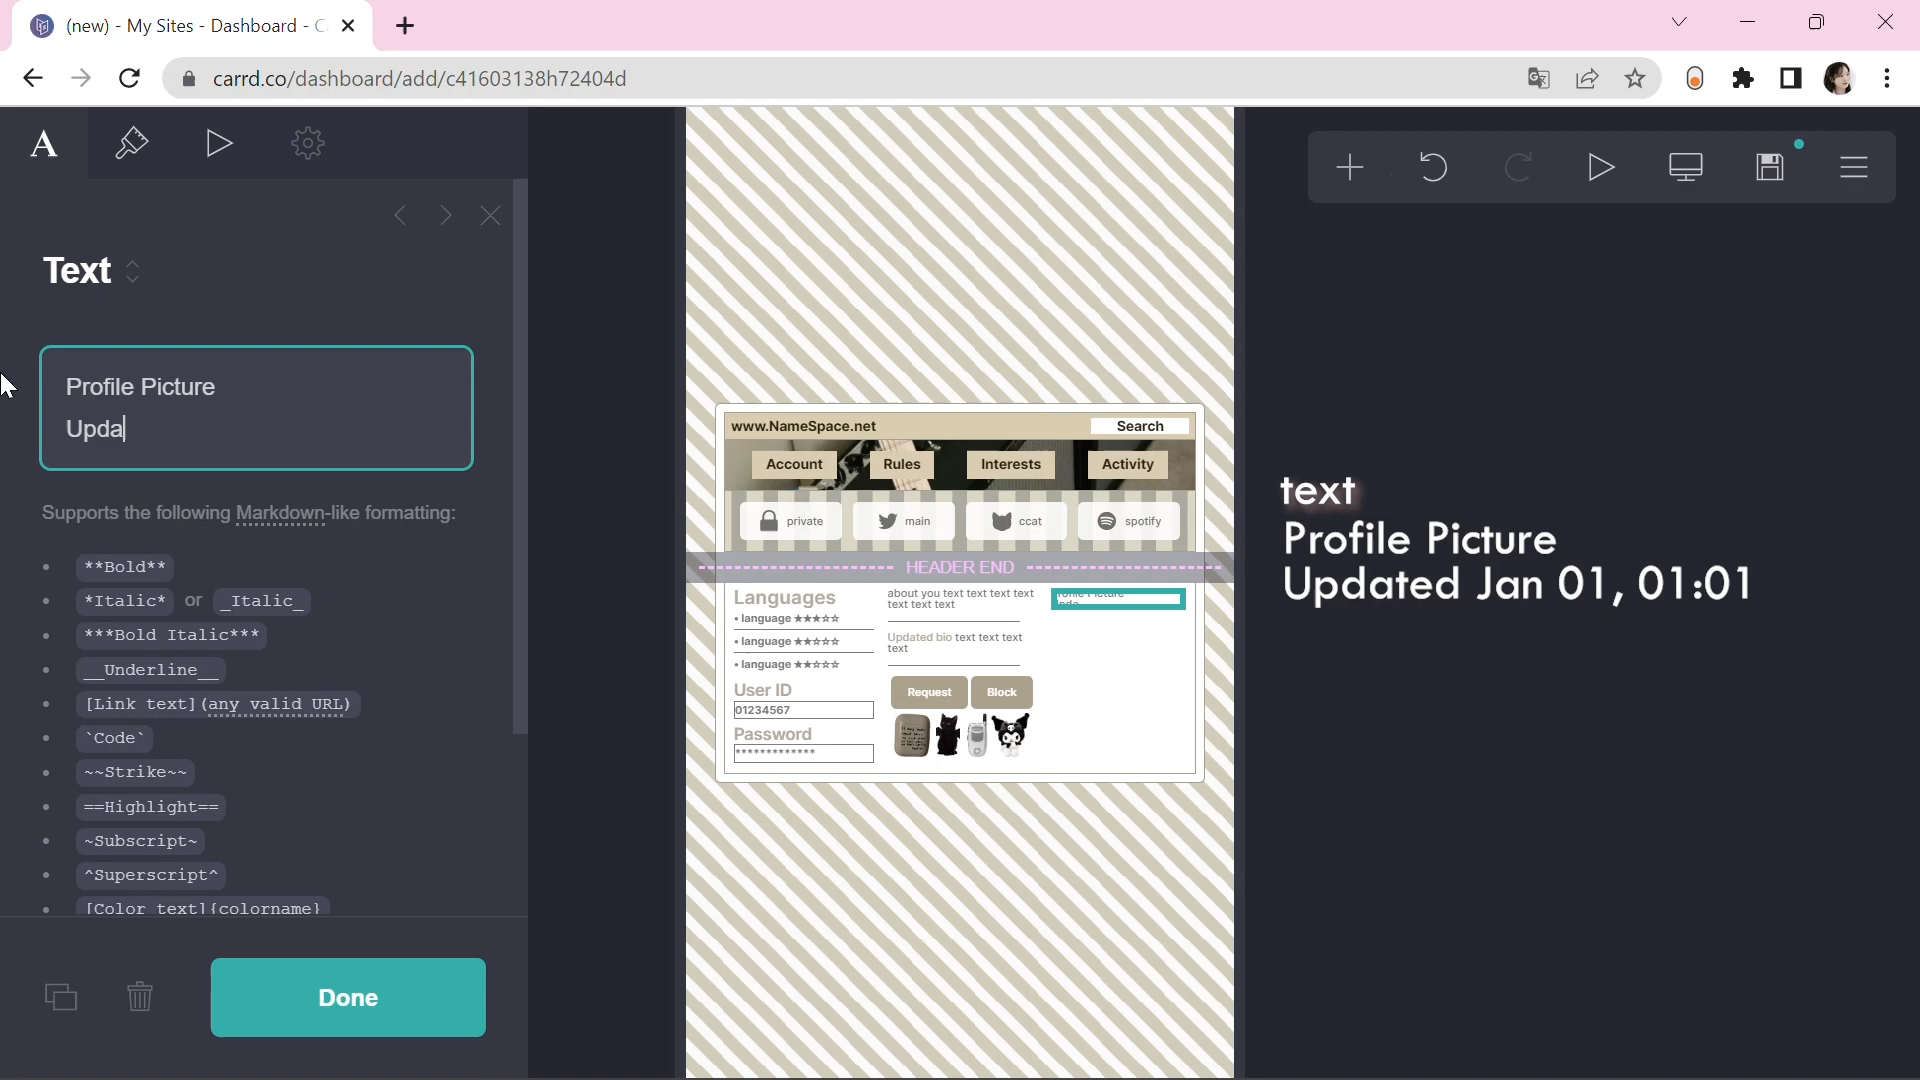 (new) - My Sites - Dashboard - C
carrd.co/dashboard/add/c41603138h72404d
A
Text
Profile Picture
Upda
Supports the following Markdown-like formatting:
• **Bold**
• *Italic* or _Italic_
• ***Bold Italic***
• __Underline__
• [Link text](any valid URL)
• `Code`
• ~~Strike~~
• ==Highlight==
• ~Subscript~
• ^Superscript^
• [Color text]{colorname}
Done
www.NameSpace.net
Search
Account
Rules
Interests
Activity
private
main
ccat
spotify
HEADER END
Languages
• language ★★★☆☆
• language ★★☆☆☆
• language ★★☆☆☆
User ID
01234567
Password
*************
about you text text text text
text text text
Updated bio text text text
text
Request
Block
text
Profile Picture
Updated Jan 01, 01:01